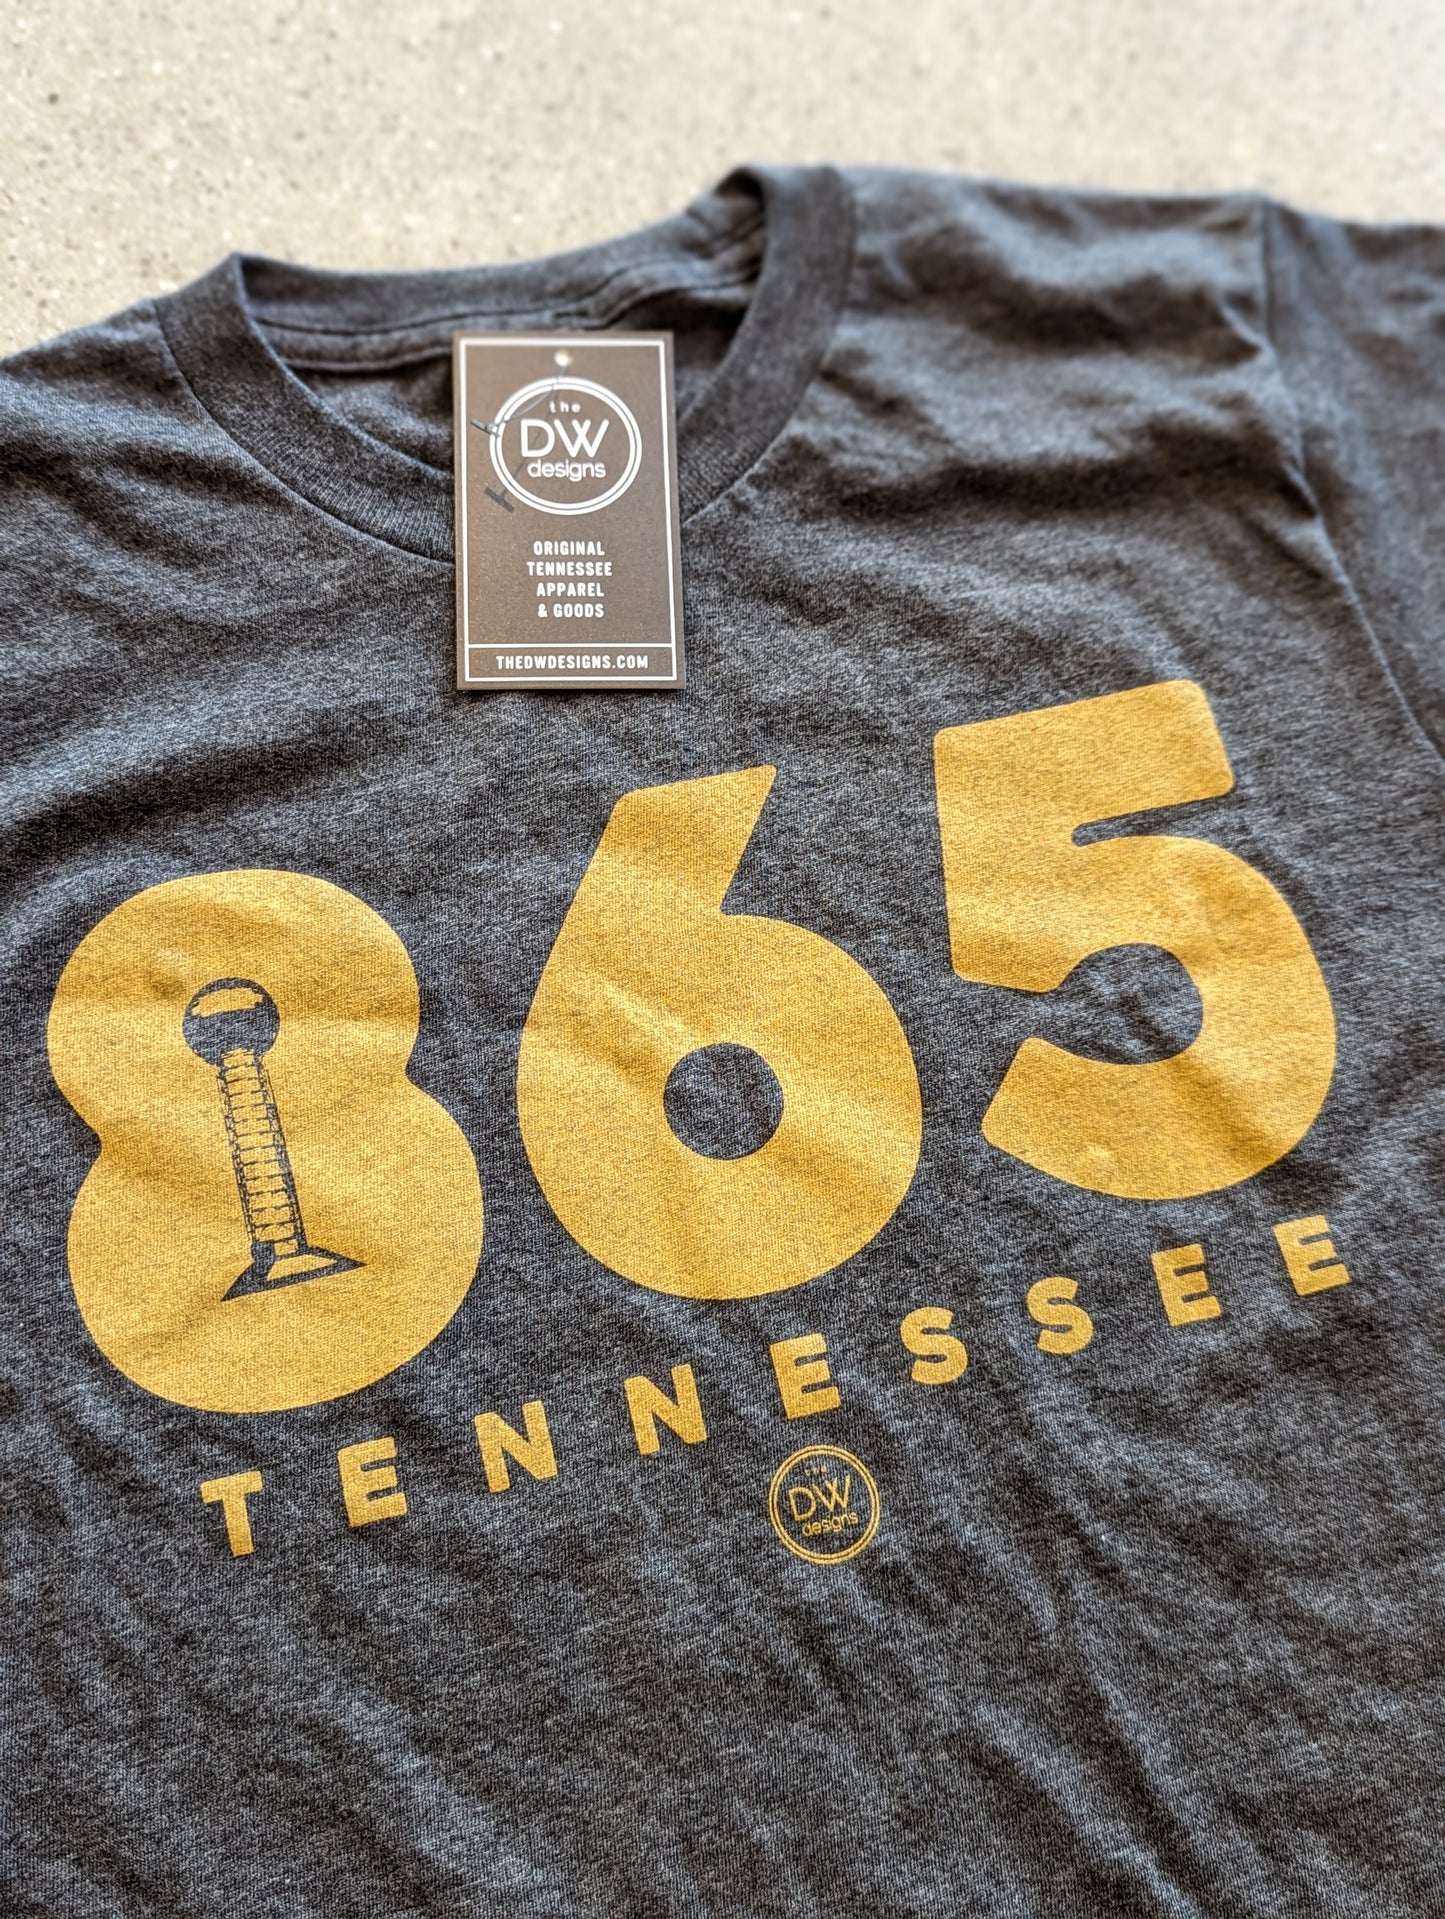 the
DW
designs
ORIGINAL
TENNESSEE
APPAREL
& GOODS
THEDWDESIGNS.COM
865
TENNESSEE
the
DW
designs